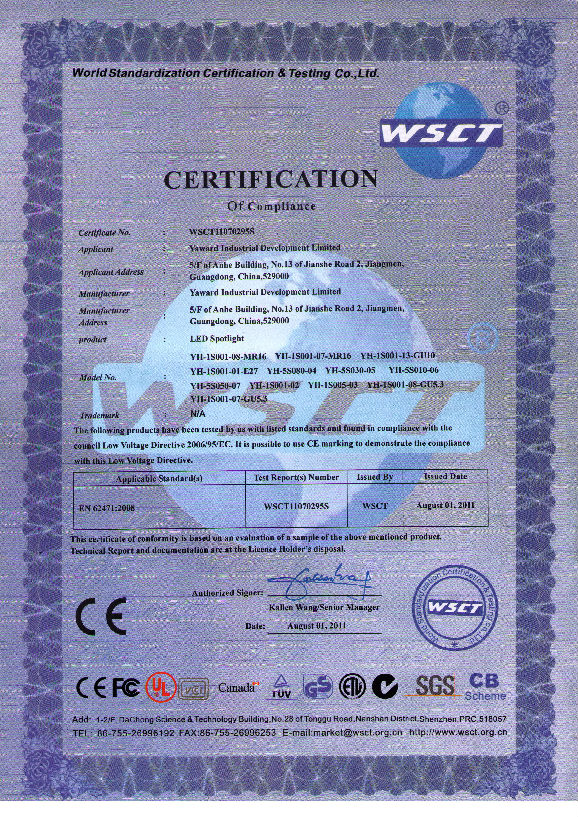 World Standardization Certification & Testing Co.,Ltd.
WSCT
®
CERTIFICATION
Of Compliance
Certificate No. : WSCT11070295S
Applicant : Yaward Industrial Development Limited
Applicant Address : 5/F of Anhe Building, No.13 of Jianshe Road 2, Jiangmen,
Guangdong, China,529000
Manufacturer : Yaward Industrial Development Limited
Manufacturer Address : 5/F of Anhe Building, No.13 of Jianshe Road 2, Jiangmen,
Guangdong, China,529000
product : LED Spotlight
Model No. : YH-1S001-08-MR16 YH-1S001-07-MR16 YH-1S001-13-GU10
YH-1S001-01-E27 YH-5S080-04 YH-5S030-05 YH-5S010-06
YH-5S050-07 YH-1S001-02 YH-1S005-03 YH-1S001-08-GU5.3
YH-1S001-07-GU5.3
Trademark : N/A
WSCT
The following products have been tested by us with listed standards and found in compliance with the
council Low Voltage Directive 2006/95/EC. It is possible to use CE marking to demonstrate the compliance
with this Low Voltage Directive.
Applicable Standard(s) Test Report(s) Number Issued By Issued Date
EN 62471:2008 WSCT11070295S WSCT August 01, 2011
This certificate of conformity is based on an evaluation of a sample of the above mentioned product.
Technical Report and documentation are at the Licence Holder's disposal.
Authorized Signer:
Kallen Wang/Senior Manager
Date: August 01, 2011
CE
WSCT
CE FC UL VCCI Canada TÜV GS ETL SGS CB
Scheme
Add: 1-2/F, DaChong Science & Technology Building,No.28 of Tonggu Road,Nanshan District,Shenzhen,PRC,518057
TEL: 86-755-26996192 FAX:86-755-26996253 E-mail:market@wsct.org.cn http://www.wsct.org.cn